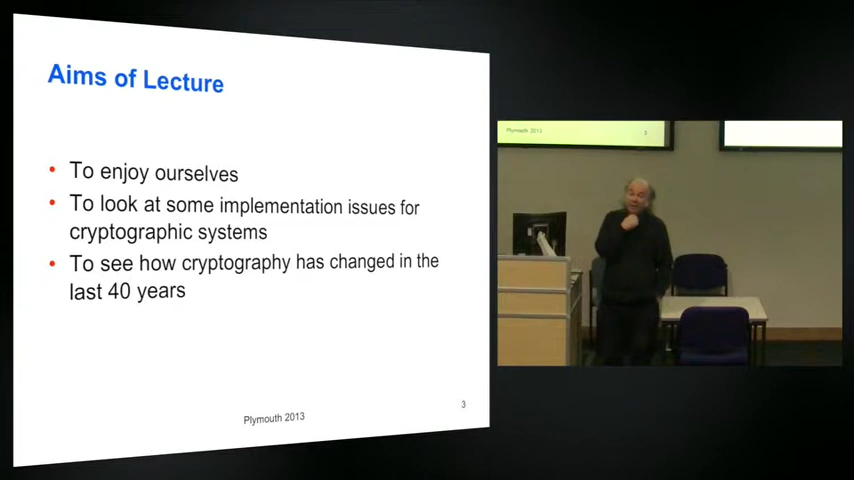 Aims of Lecture
• To enjoy ourselves
• To look at some implementation issues for
cryptographic systems
• To see how cryptography has changed in the
last 40 years
Plymouth 2013
3
Plymouth 2013
3